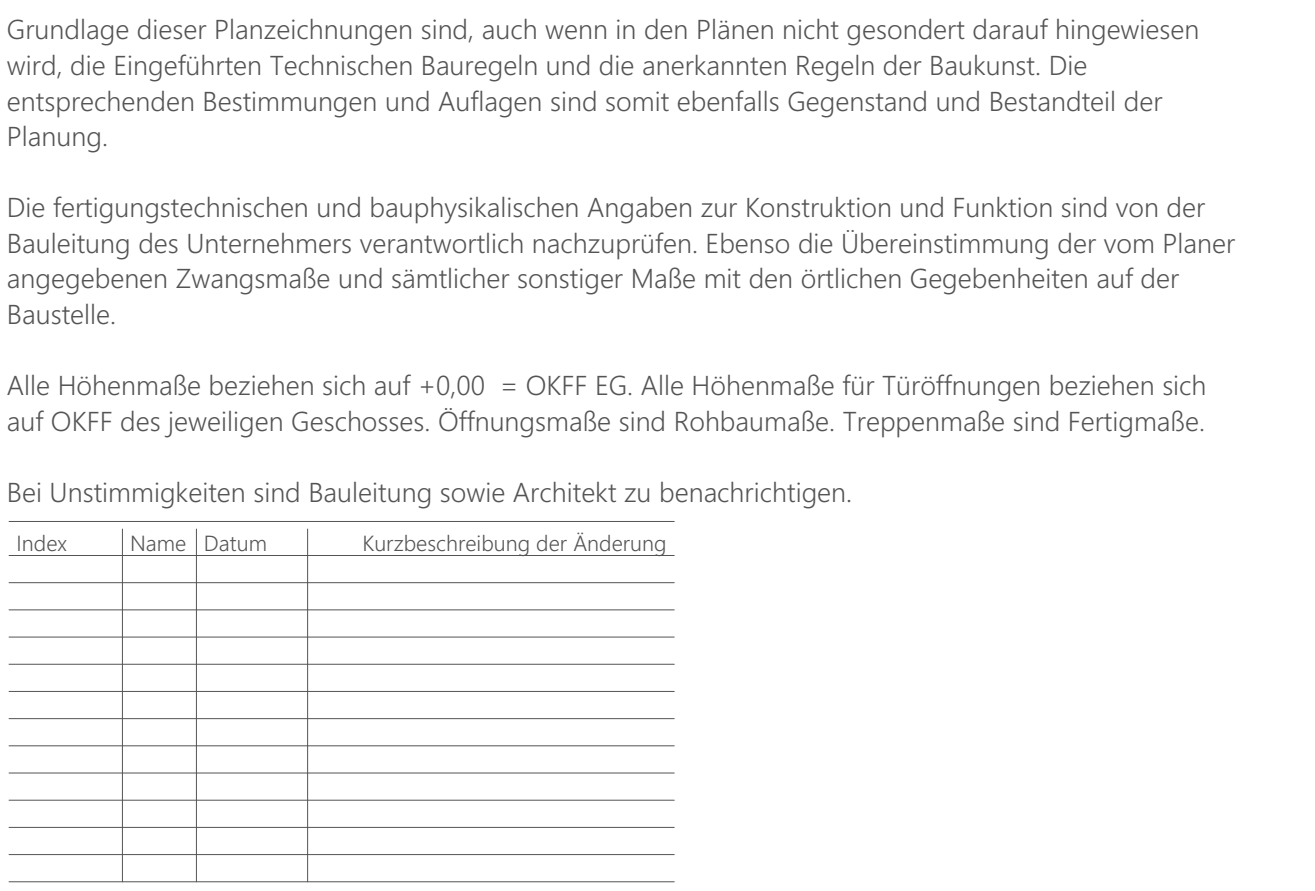 Grundlage dieser Planzeichnungen sind, auch wenn in den Plänen nicht gesondert darauf hingewiesen
wird, die Eingeführten Technischen Bauregeln und die anerkannten Regeln der Baukunst. Die
entsprechenden Bestimmungen und Auflagen sind somit ebenfalls Gegenstand und Bestandteil der
Planung.
Die fertigungstechnischen und bauphysikalischen Angaben zur Konstruktion und Funktion sind von der
Bauleitung des Unternehmers verantwortlich nachzuprüfen. Ebenso die Übereinstimmung der vom Planer
angegebenen Zwangsmaße und sämtlicher sonstiger Maße mit den örtlichen Gegebenheiten auf der
Baustelle.
Alle Höhenmaße beziehen sich auf +0,00  = OKFF EG. Alle Höhenmaße für Türöffnungen beziehen sich
auf OKFF des jeweiligen Geschosses. Öffnungsmaße sind Rohbaumaße. Treppenmaße sind Fertigmaße.
Bei Unstimmigkeiten sind Bauleitung sowie Architekt zu benachrichtigen.
Index Name Datum Kurzbeschreibung der Änderung